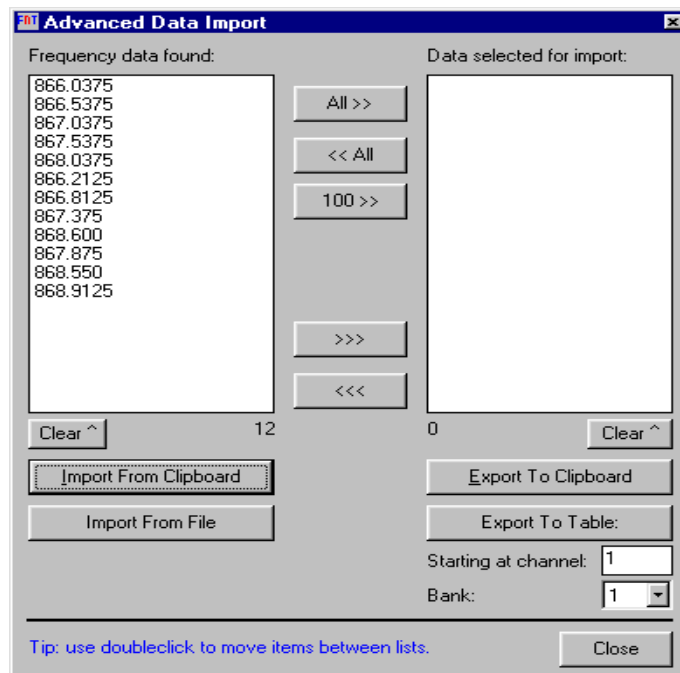 FNT Advanced Data Import
Frequency data found:
Data selected for import:
866.0375
866.5375
867.0375
867.5375
868.0375
866.2125
866.8125
867.375
868.600
867.875
868.550
868.9125
All >>
<< All
100 >>
>>>
<<<
Clear ^
12
0
Clear ^
Import From Clipboard
Export To Clipboard
Import From File
Export To Table:
Starting at channel: 1
Bank: 1
Tip: use doubleclick to move items between lists.
Close